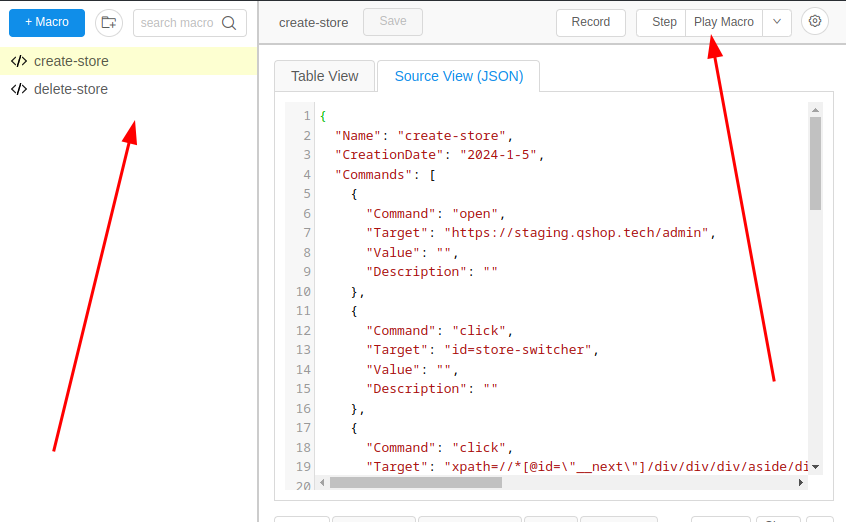 + Macro
search macro
create-store
delete-store
create-store
Save
Record
Step
Play Macro
Table View
Source View (JSON)
1 {
2 "Name": "create-store",
3 "CreationDate": "2024-1-5",
4 "Commands": [
5 {
6 "Command": "open",
7 "Target": "https://staging.qshop.tech/admin",
8 "Value": "",
9 "Description": ""
10 },
11 {
12 "Command": "click",
13 "Target": "id=store-switcher",
14 "Value": "",
15 "Description": ""
16 },
17 {
18 "Command": "click",
19 "Target": "xpath=//*[@id=\"__next\"]/div/div/div/aside/di
20